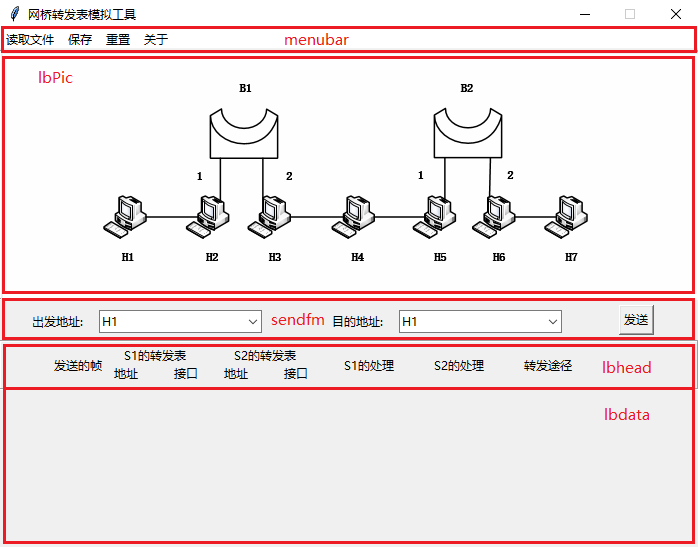 网桥转发表模拟工具
读取文件 保存 重置 关于 menubar
lbPic
B1 B2
1 2 1 2
H1 H2 H3 H4 H5 H6 H7
出发地址: H1 sendfm 目的地址: H1 发送
发送的帧 S1的转发表 S2的转发表 S1的处理 S2的处理 转发途径 lbhead
地址 接口 地址 接口
lbdata